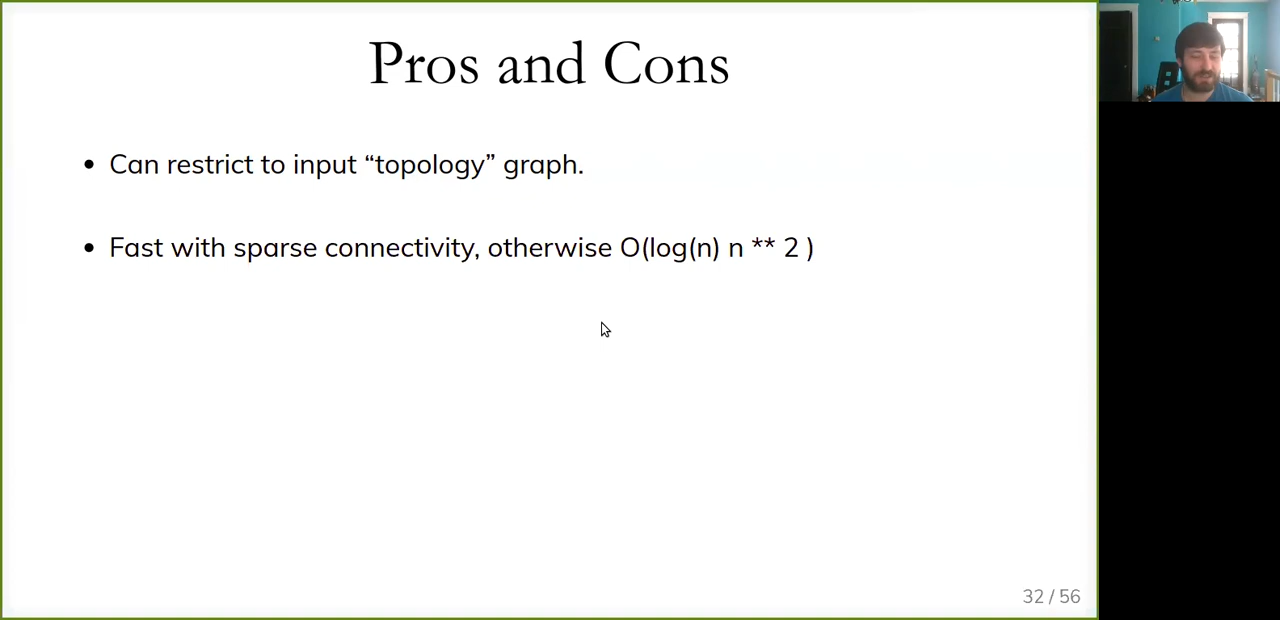 Pros and Cons
• Can restrict to input “topology” graph.
• Fast with sparse connectivity, otherwise O(log(n) n ** 2 )
32 / 56